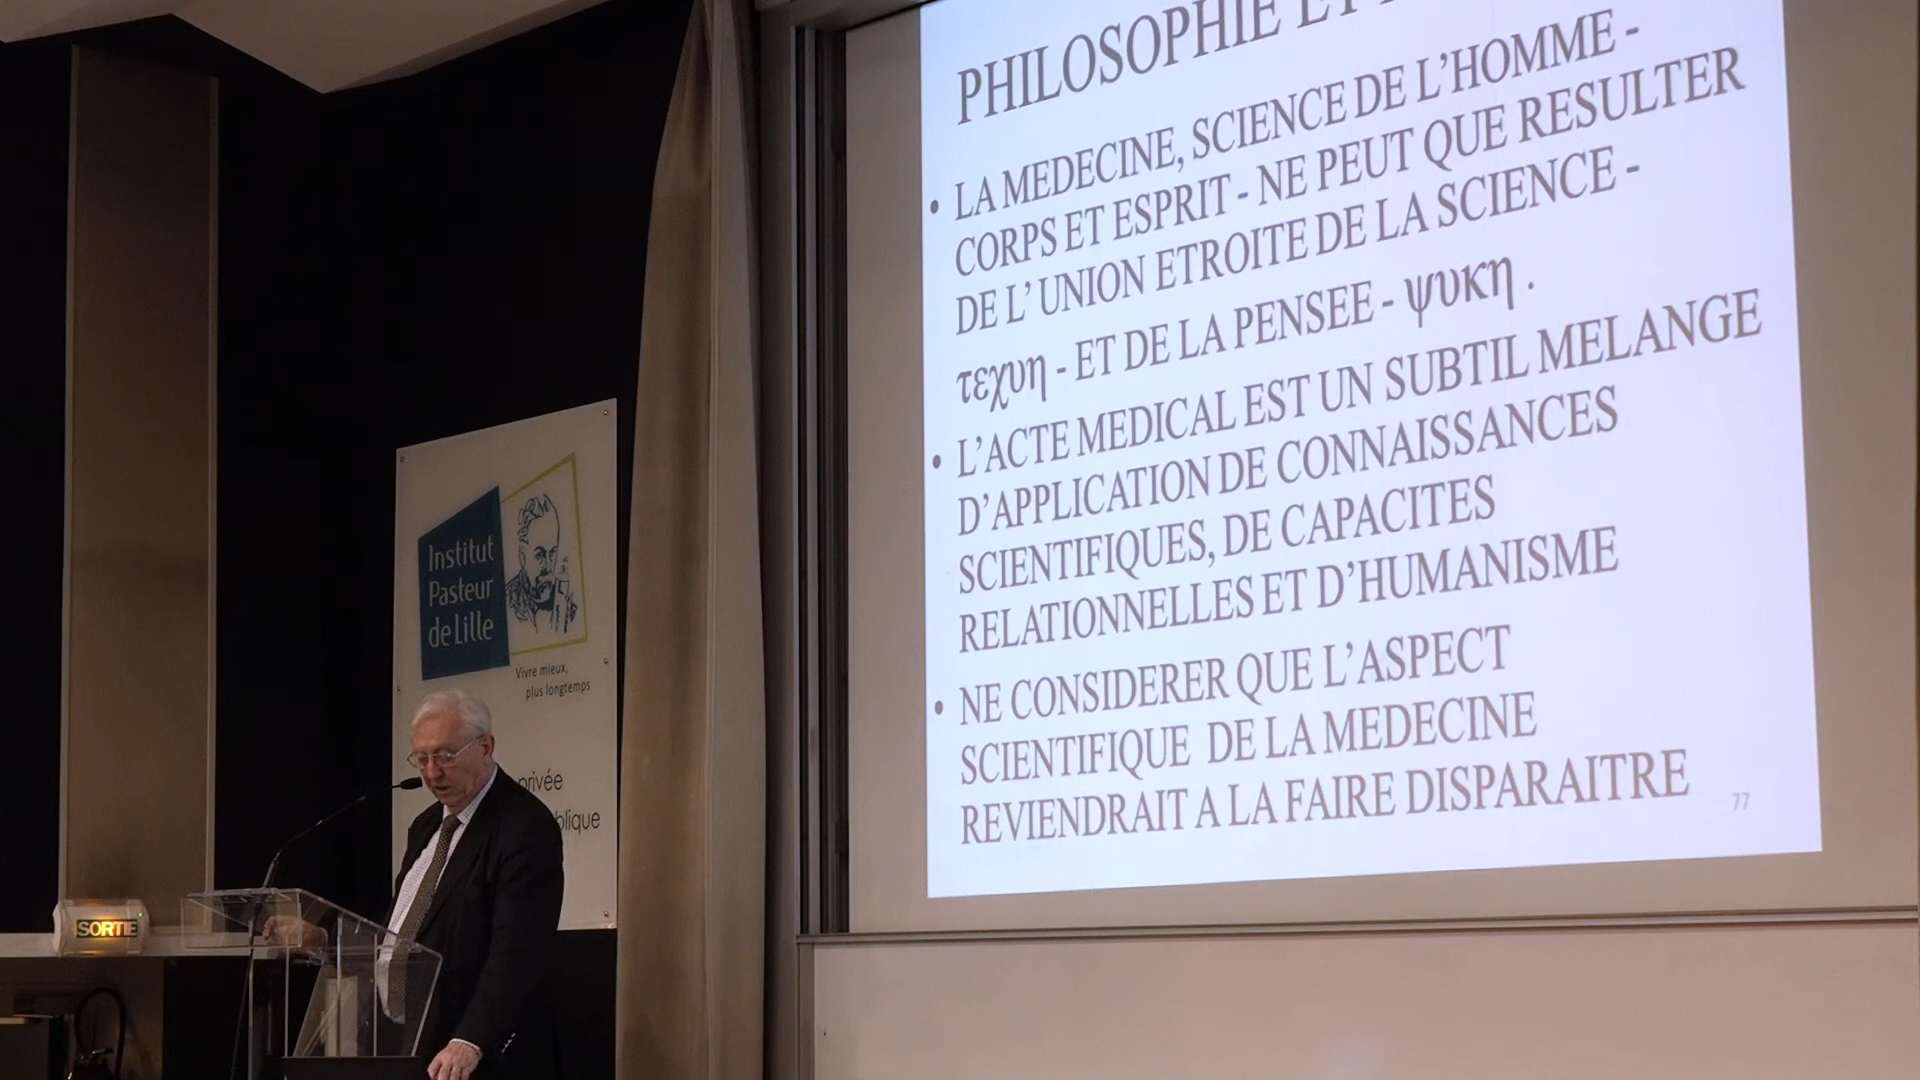 PHILOSOPHIE ET
• LA MEDECINE, SCIENCE DE L’HOMME -
CORPS ET ESPRIT - NE PEUT QUE RESULTER
DE L’ UNION ETROITE DE LA SCIENCE -
τεχυη - ET DE LA PENSEE - ψυκη .
• L’ACTE MEDICAL EST UN SUBTIL MELANGE
D’APPLICATION DE CONNAISSANCES
SCIENTIFIQUES, DE CAPACITES
RELATIONNELLES ET D’HUMANISME
• NE CONSIDERER QUE L’ASPECT
SCIENTIFIQUE DE LA MEDECINE
REVIENDRAIT A LA FAIRE DISPARAITRE
77
Institut
Pasteur
de Lille
Vivre mieux,
plus longtemps
privée
blique
SORTIE